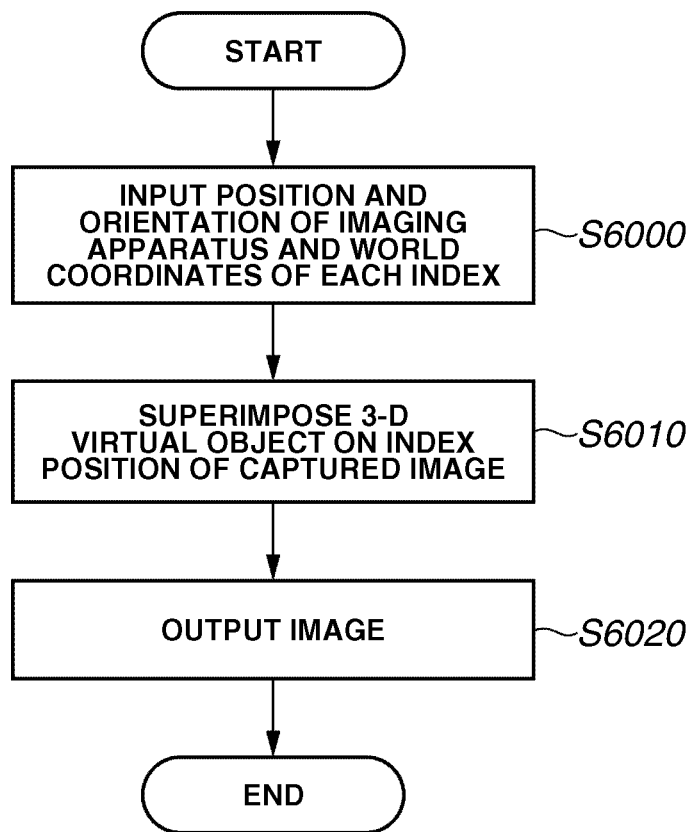 START
INPUT POSITION AND
ORIENTATION OF IMAGING
APPARATUS AND WORLD
COORDINATES OF EACH INDEX
S6000
SUPERIMPOSE 3-D
VIRTUAL OBJECT ON INDEX
POSITION OF CAPTURED IMAGE
S6010
OUTPUT IMAGE
S6020
END